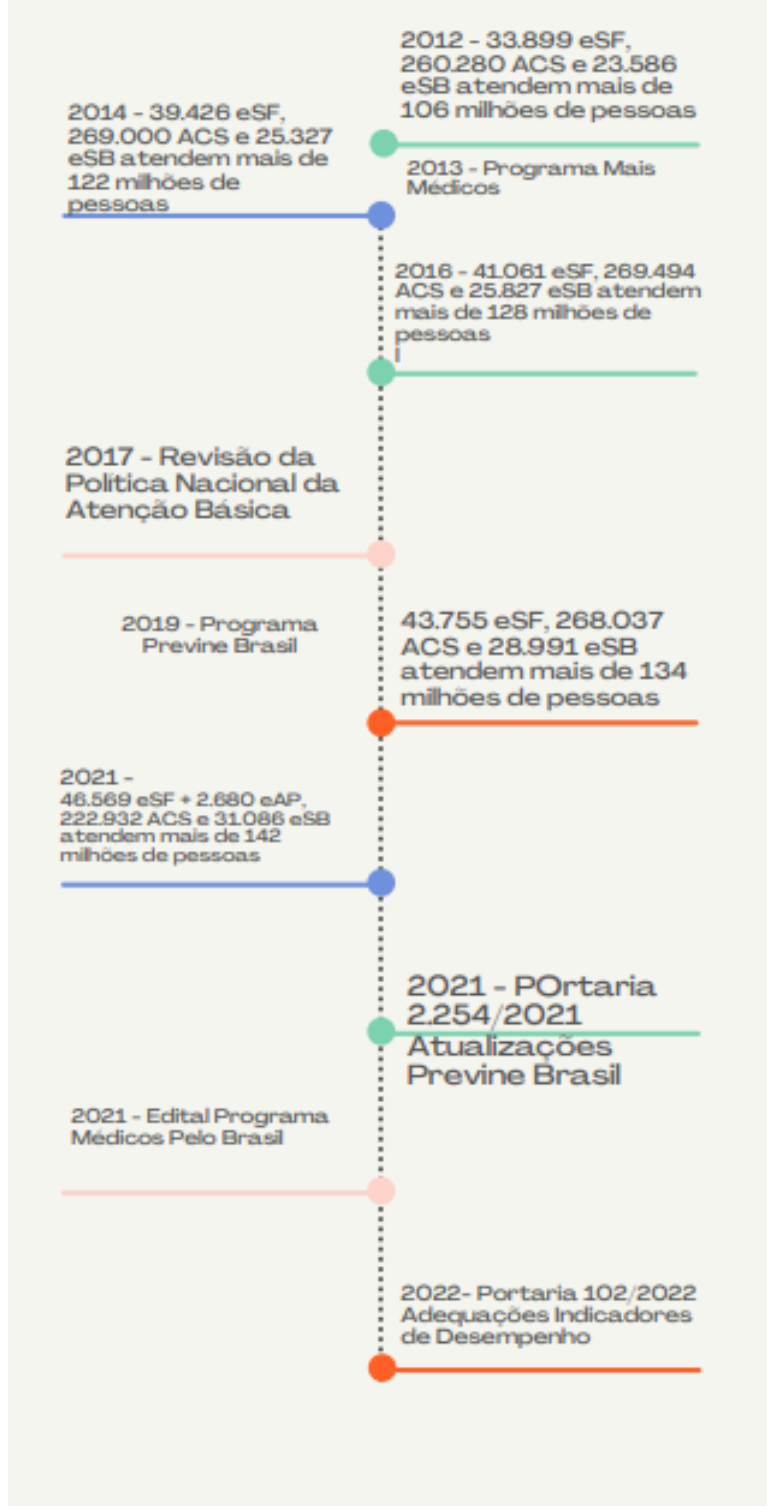 2012 - 33.899 eSF,
260.280 ACS e 23.586
eSB atendem mais de
106 milhões de pessoas
2013 - Programa Mais
Médicos
2014 - 39.426 eSF,
269.000 ACS e 25.327
eSB atendem mais de
122 milhões de
pessoas
2016 - 41.061 eSF, 269.494
ACS e 25.827 eSB atendem
mais de 128 milhões de
pessoas
l
2017 - Revisão da
Política Nacional da
Atenção Básica
2019 - Programa
Previne Brasil
43.755 eSF, 268.037
ACS e 28.991 eSB
atendem mais de 134
milhões de pessoas
2021 -
46.569 eSF + 2.680 eAP,
222.932 ACS e 31.086 eSB
atendem mais de 142
milhões de pessoas
2021 - POrtaria
2.254/2021
Atualizações
Previne Brasil
2021 - Edital Programa
Médicos Pelo Brasil
2022- Portaria 102/2022
Adequações Indicadores
de Desempenho